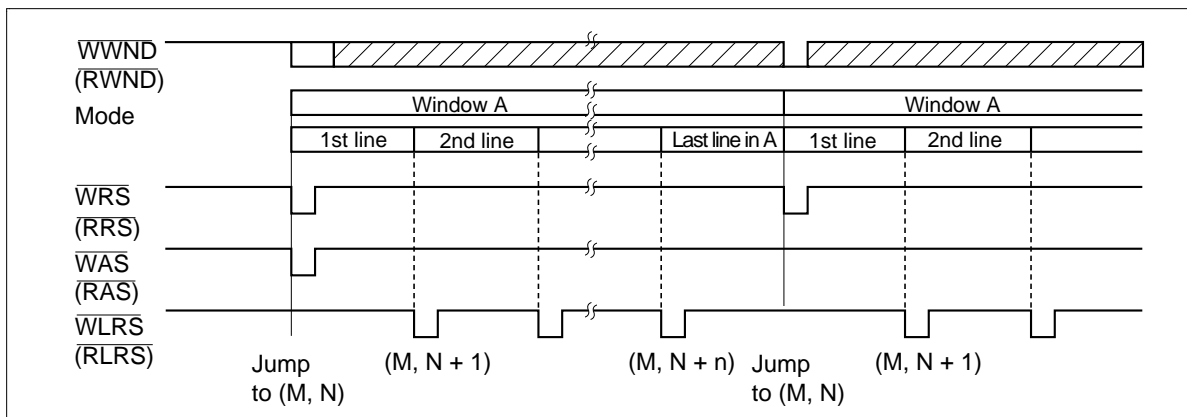 WWND
(RWND)
Mode
Window A Window A
1st line 2nd line Last line in A 1st line 2nd line
WRS
(RRS)
WAS
(RAS)
WLRS
(RLRS)
Jump
to (M, N)
(M, N + 1)
(M, N + n)
Jump
to (M, N)
(M, N + 1)